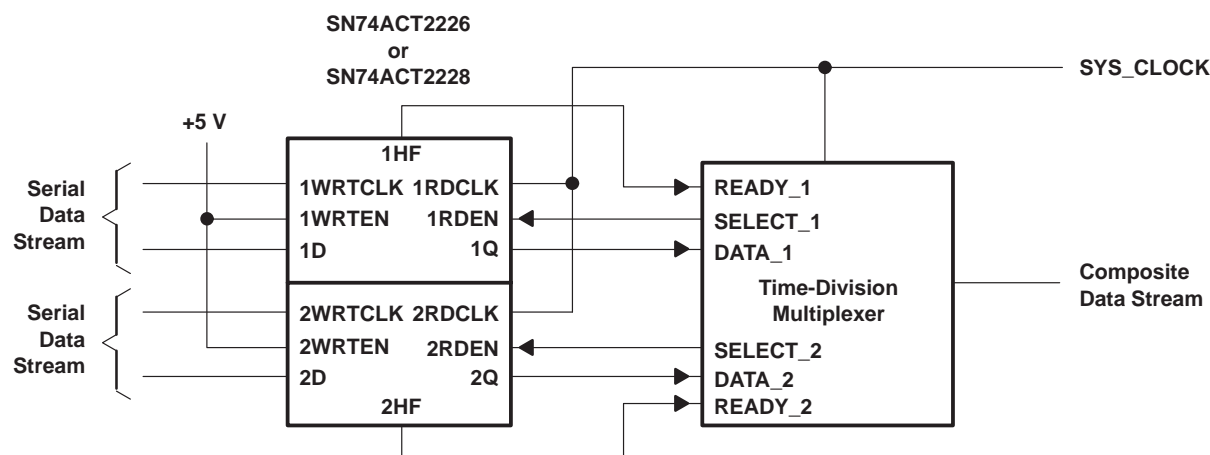 SN74ACT2226
or
SN74ACT2228
SYS_CLOCK
+5 V
Serial
Data
Stream
1HF
1WRTCLK 1RDCLK
1WRTEN 1RDEN
1D 1Q
READY_1
SELECT_1
DATA_1
Time-Division
Multiplexer
Composite
Data Stream
Serial
Data
Stream
2WRTCLK 2RDCLK
2WRTEN 2RDEN
2D 2Q
2HF
SELECT_2
DATA_2
READY_2